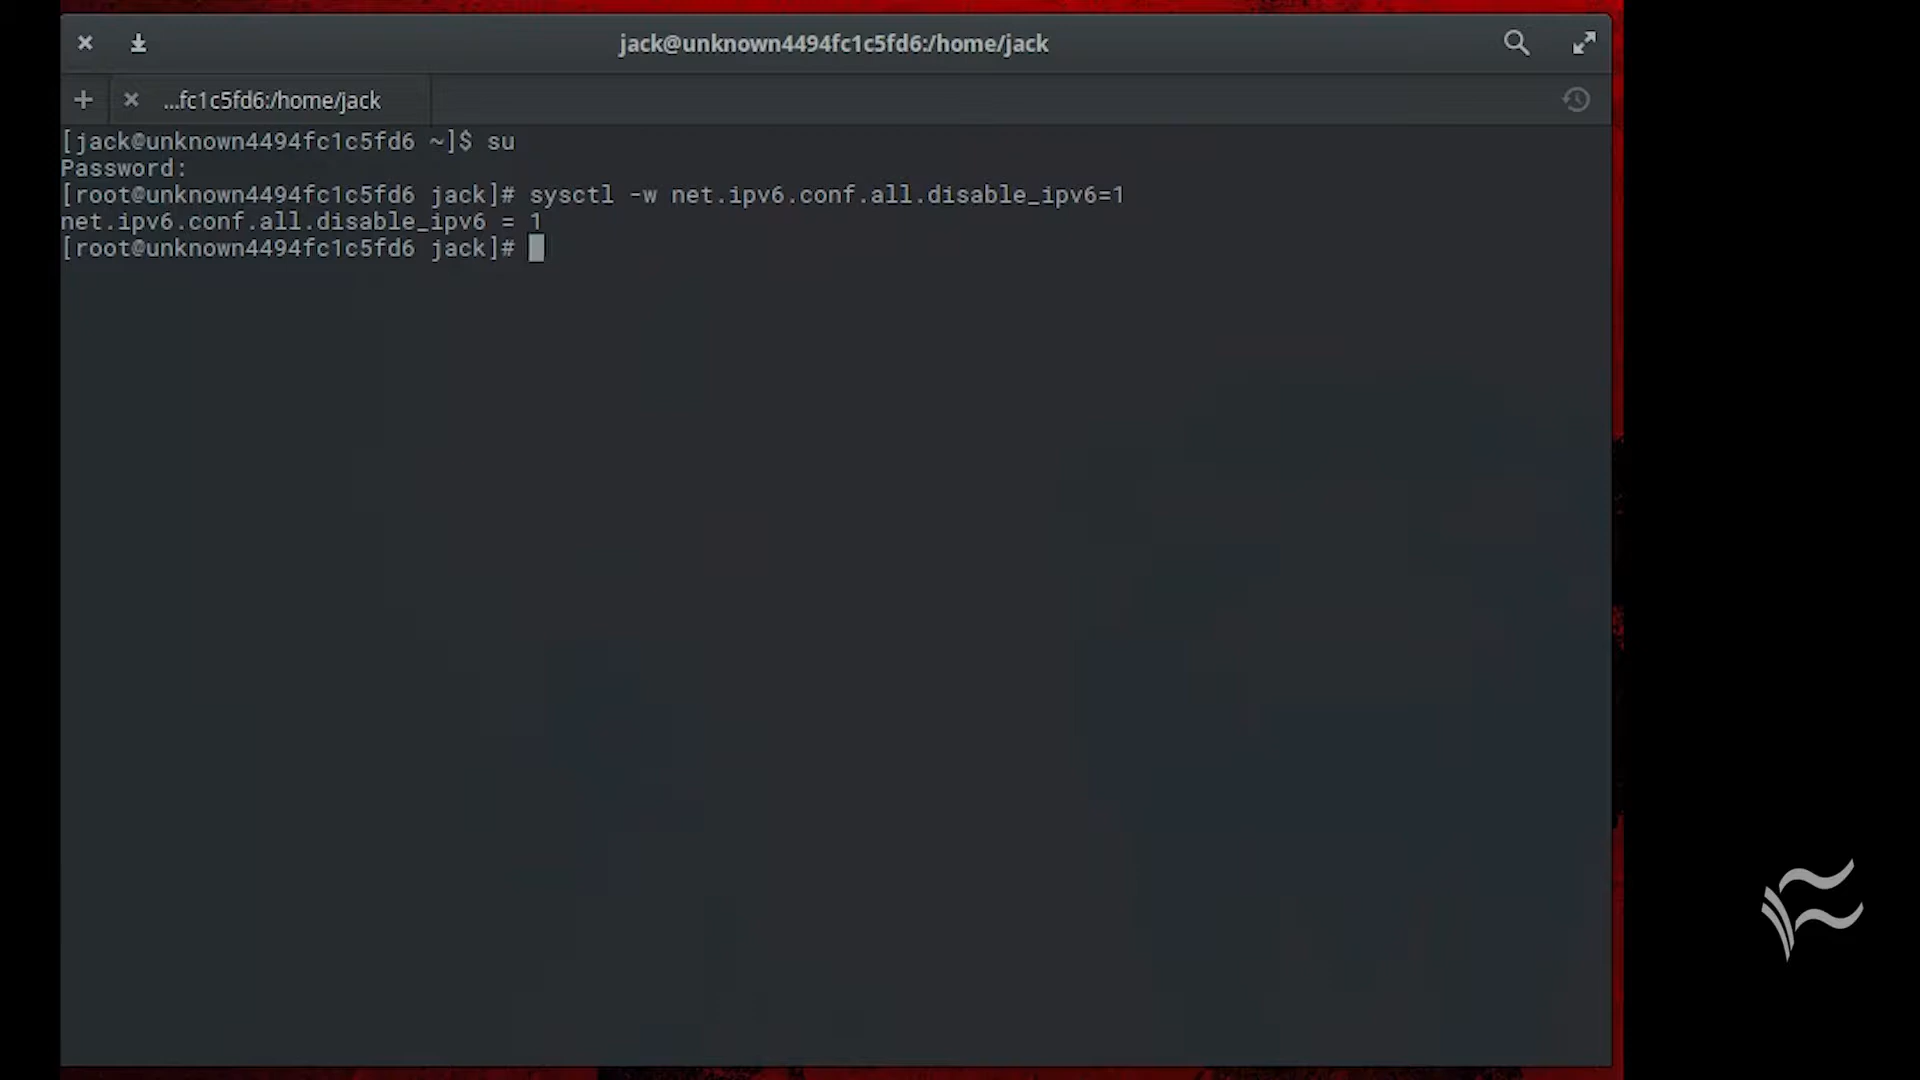 jack@unknown4494fc1c5fd6:/home/jack
...fc1c5fd6:/home/jack
[jack@unknown4494fc1c5fd6 ~]$ su
Password:
[root@unknown4494fc1c5fd6 jack]# sysctl -w net.ipv6.conf.all.disable_ipv6=1
net.ipv6.conf.all.disable_ipv6 = 1
[root@unknown4494fc1c5fd6 jack]#